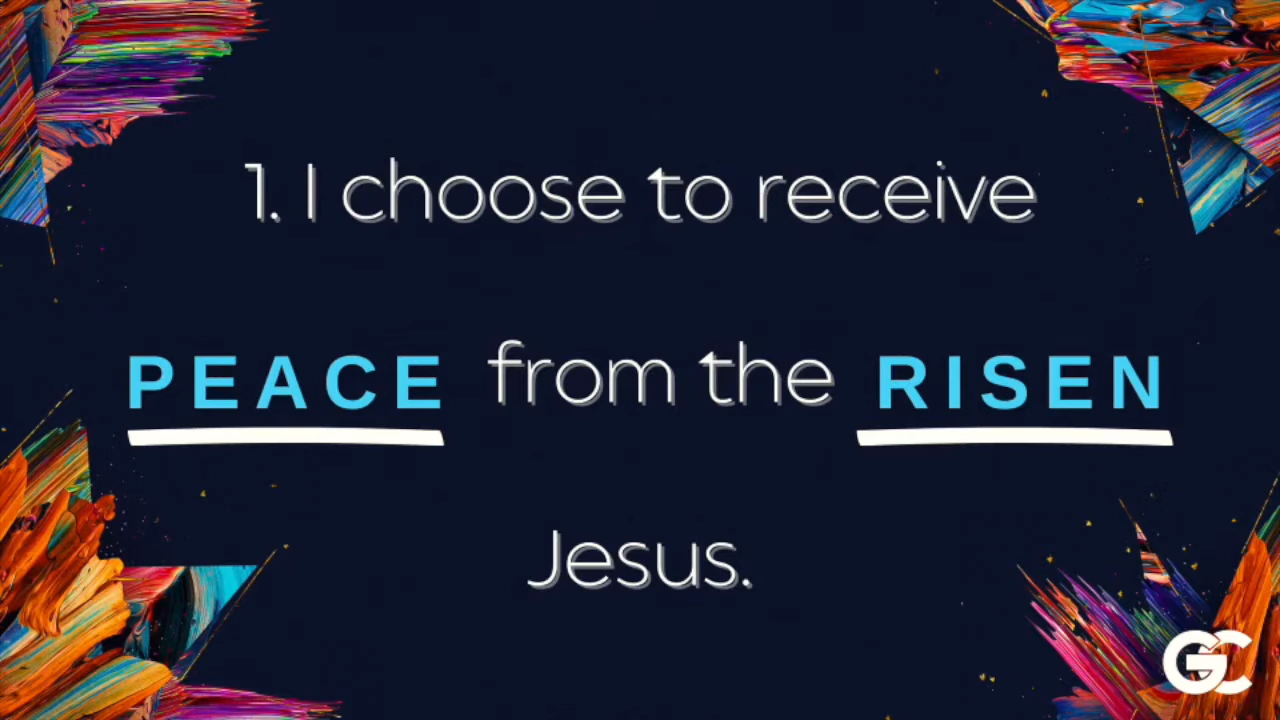 1. I choose to receive
PEACE from the RISEN
Jesus.
GC